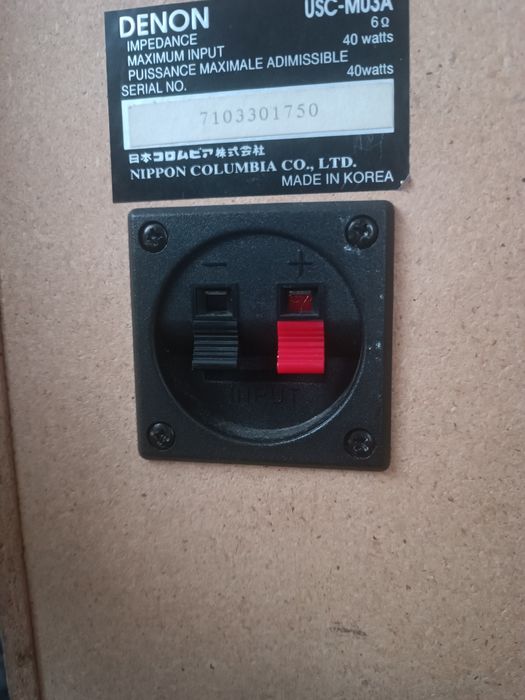 DENON USC-M03A
IMPEDANCE 6Ω
MAXIMUM INPUT 40 watts
PUISSANCE MAXIMALE ADIMISSIBLE 40watts
SERIAL NO.
7103301750
日本コロムビア株式会社
NIPPON COLUMBIA CO., LTD.
MADE IN KOREA
− +
INPUT